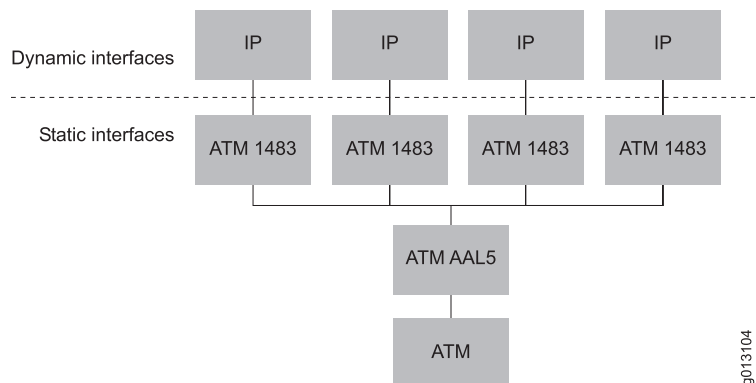 Dynamic interfaces
IP
IP
IP
IP
Static interfaces
ATM 1483
ATM 1483
ATM 1483
ATM 1483
ATM AAL5
ATM
g013104